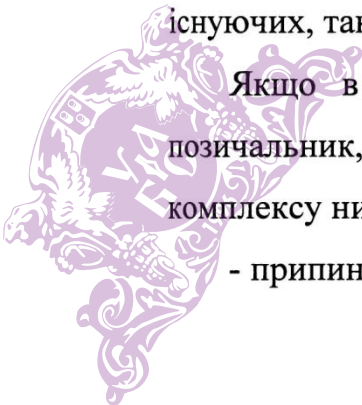 існуючих, так
Якщо в
позичальник,
комплексу ни
- припин